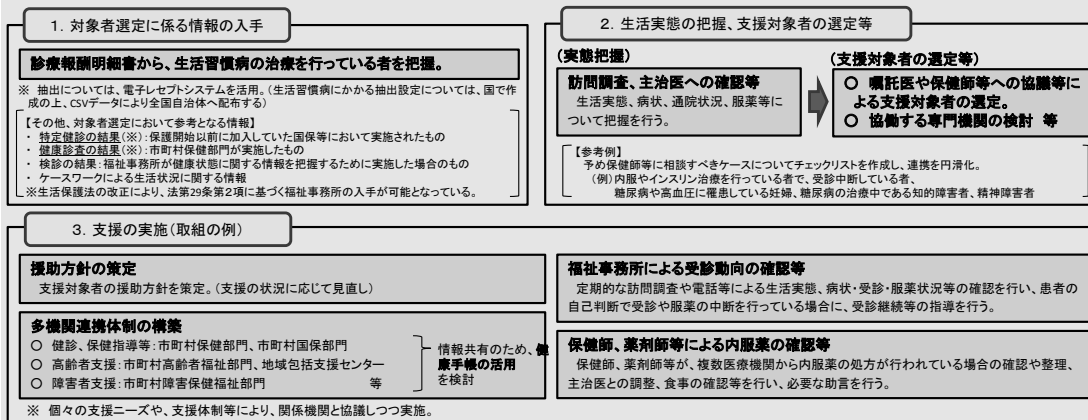 1．対象者選定に係る情報の入手
診療報酬明細書から、生活習慣病の治療を行っている者を把握。
※ 抽出については、電子レセプトシステムを活用。（生活習慣病にかかる抽出設定については、国で作
成の上、CSVデータにより全国自治体へ配布する）
【その他、対象者選定において参考となる情報】
・ 特定健診の結果（※）：保護開始以前に加入していた国保等において実施されたもの
・ 健康診査の結果（※）：市町村保健部門が実施したもの
・ 検診の結果：福祉事務所が健康状態に関する情報を把握するために実施した場合のもの
・ ケースワークによる生活状況に関する情報
※生活保護法の改正により、法第29条第2項に基づく福祉事務所の入手が可能となっている。
2．生活実態の把握、支援対象者の選定等
（実態把握）
訪問調査、主治医への確認等
生活実態、病状、通院状況、服薬等に
ついて把握を行う。
（支援対象者の選定等）
○ 嘱託医や保健師等への協議等に
よる支援対象者の選定。
○ 協働する専門機関の検討 等
【参考例】
予め保健師等に相談すべきケースについてチェックリストを作成し、連携を円滑化。
（例）内服やインスリン治療を行っている者で、受診中断している者、
糖尿病や高血圧に罹患している妊婦、糖尿病の治療中である知的障害者、精神障害者
3．支援の実施（取組の例）
援助方針の策定
支援対象者の援助方針を策定。（支援の状況に応じて見直し）
多機関連携体制の構築
○ 健診、保健指導等：市町村保健部門、市町村国保部門
○ 高齢者支援：市町村高齢者福祉部門、地域包括支援センター
○ 障害者支援：市町村障害保健福祉部門 等
情報共有のため、健
康手帳の活用
を検討
福祉事務所による受診動向の確認等
定期的な訪問調査や電話等による生活実態、病状・受診・服薬状況等の確認を行い、患者の
自己判断で受診や服薬の中断を行っている場合に、受診継続等の指導を行う。
保健師、薬剤師等による内服薬の確認等
保健師、薬剤師等が、複数医療機関から内服薬の処方が行われている場合の確認や整理、
主治医との調整、食事の確認等を行い、必要な助言を行う。
※ 個々の支援ニーズや、支援体制等により、関係機関と協議しつつ実施。